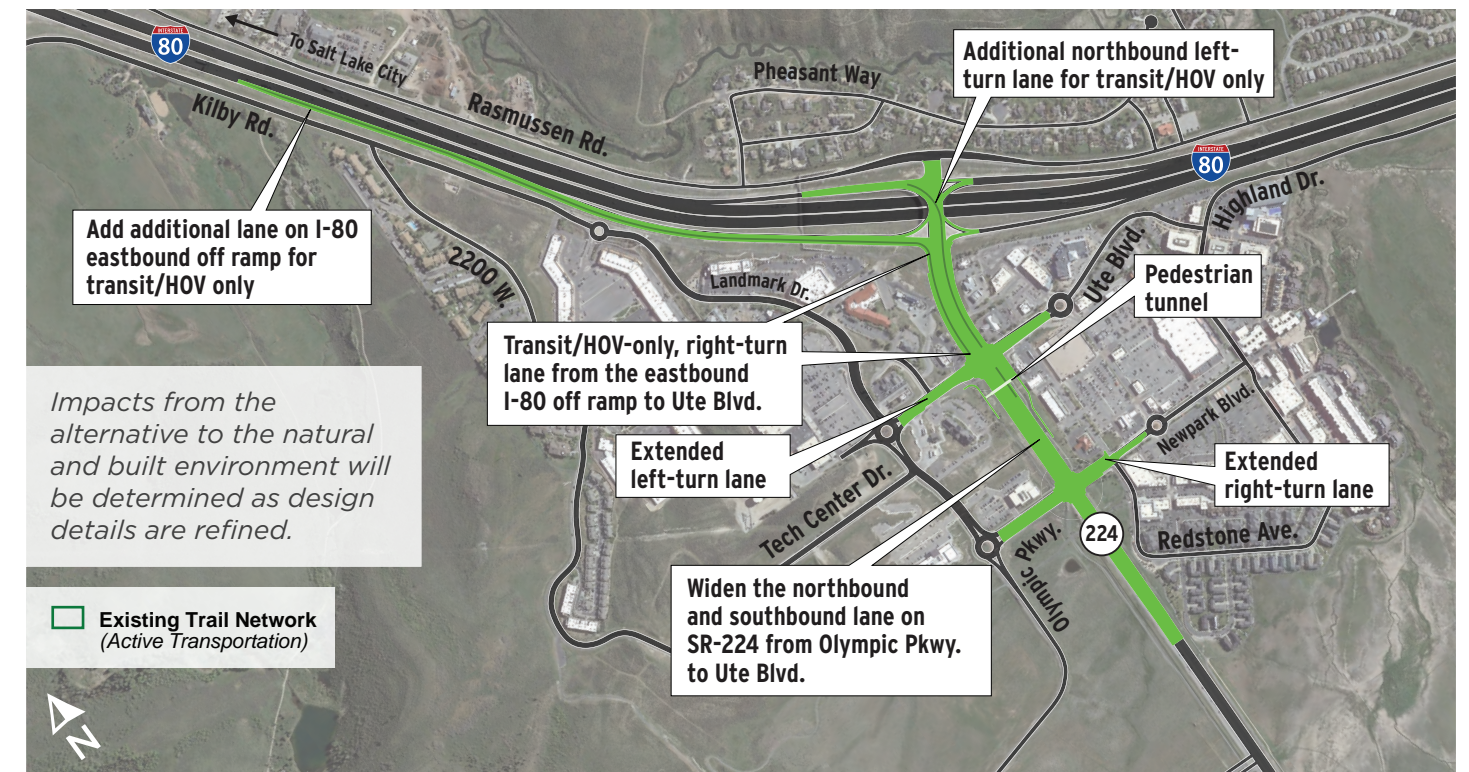 INTERSTATE
80
To Salt Lake City
Kilby Rd.
Rasmussen Rd.
Pheasant Way
Additional northbound left-
turn lane for transit/HOV only
INTERSTATE
80
Highland Dr.
Add additional lane on I-80
eastbound off ramp for
transit/HOV only
2200 W.
Landmark Dr.
Ute Blvd.
Pedestrian
tunnel
Transit/HOV-only, right-turn
lane from the eastbound
I-80 off ramp to Ute Blvd.
Impacts from the
alternative to the natural
and built environment will
be determined as design
details are refined.
Extended
left-turn lane
Newpark Blvd.
Extended
right-turn lane
Tech Center Dr.
Olympic Pkwy.
224
Redstone Ave.
Widen the northbound
and southbound lane on
SR-224 from Olympic Pkwy.
to Ute Blvd.
Existing Trail Network
(Active Transportation)
N